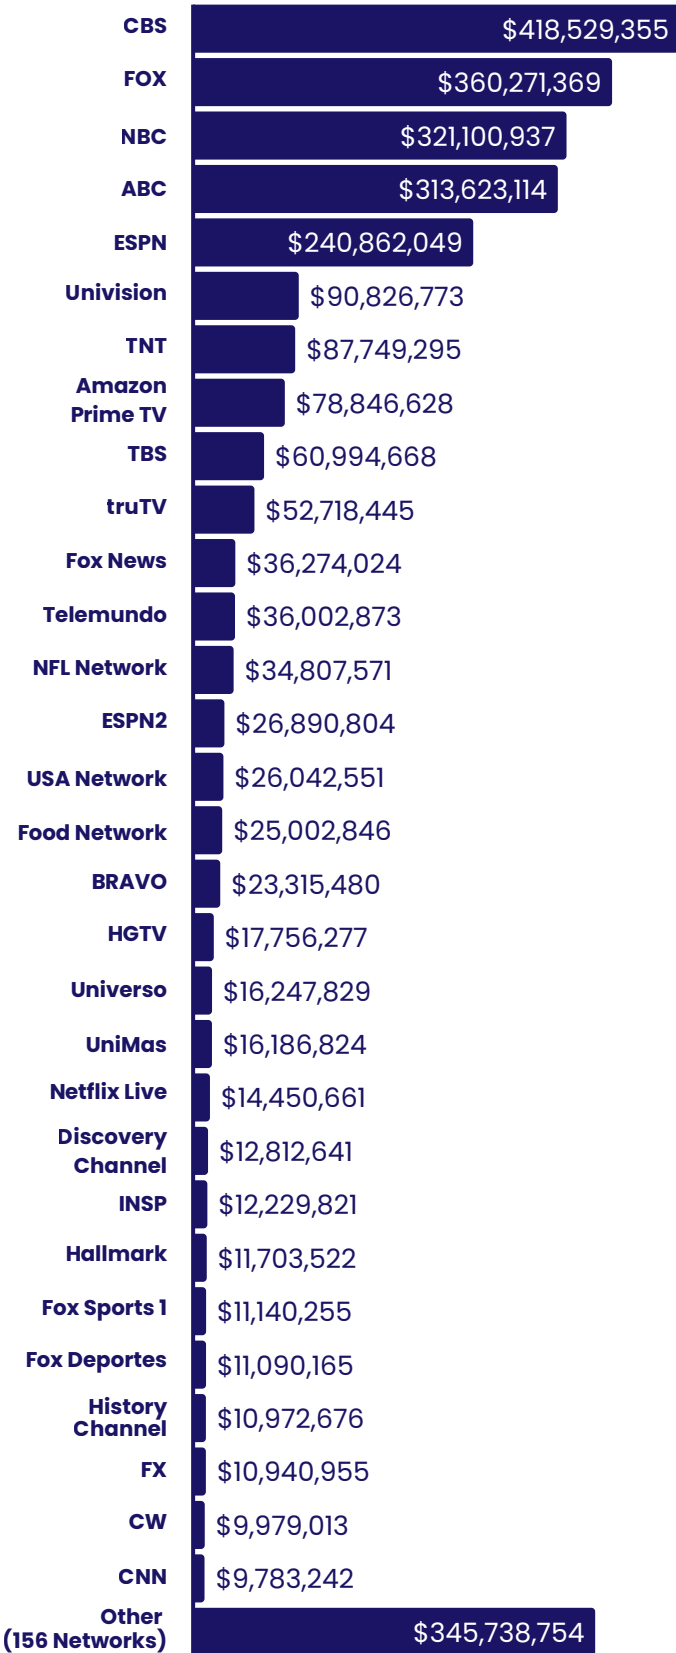 CBS $418,529,355
FOX $360,271,369
NBC $321,100,937
ABC $313,623,114
ESPN $240,862,049
Univision $90,826,773
TNT $87,749,295
Amazon
Prime TV $78,846,628
TBS $60,994,668
truTV $52,718,445
Fox News $36,274,024
Telemundo $36,002,873
NFL Network $34,807,571
ESPN2 $26,890,804
USA Network $26,042,551
Food Network $25,002,846
BRAVO $23,315,480
HGTV $17,756,277
Universo $16,247,829
UniMas $16,186,824
Netflix Live $14,450,661
Discovery
Channel $12,812,641
INSP $12,229,821
Hallmark $11,703,522
Fox Sports 1 $11,140,255
Fox Deportes $11,090,165
History
Channel $10,972,676
FX $10,940,955
CW $9,979,013
CNN $9,783,242
Other
(156 Networks) $345,738,754